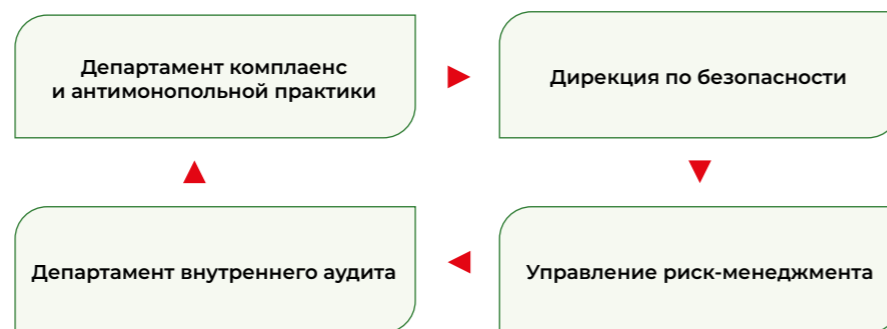 Департамент комплаенс
и антимонопольной практики
Дирекция по безопасности
Департамент внутреннего аудита
Управление риск-менеджмента